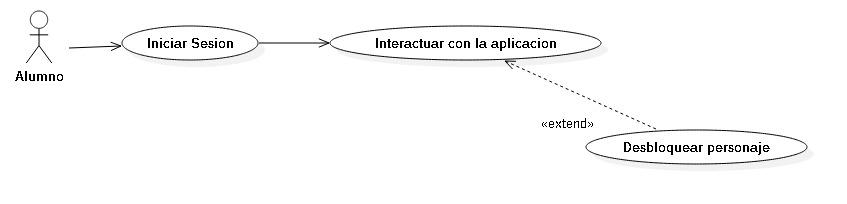 Iniciar Sesion
Interactuar con la aplicacion
Alumno
«extend»
Desbloquear personaje